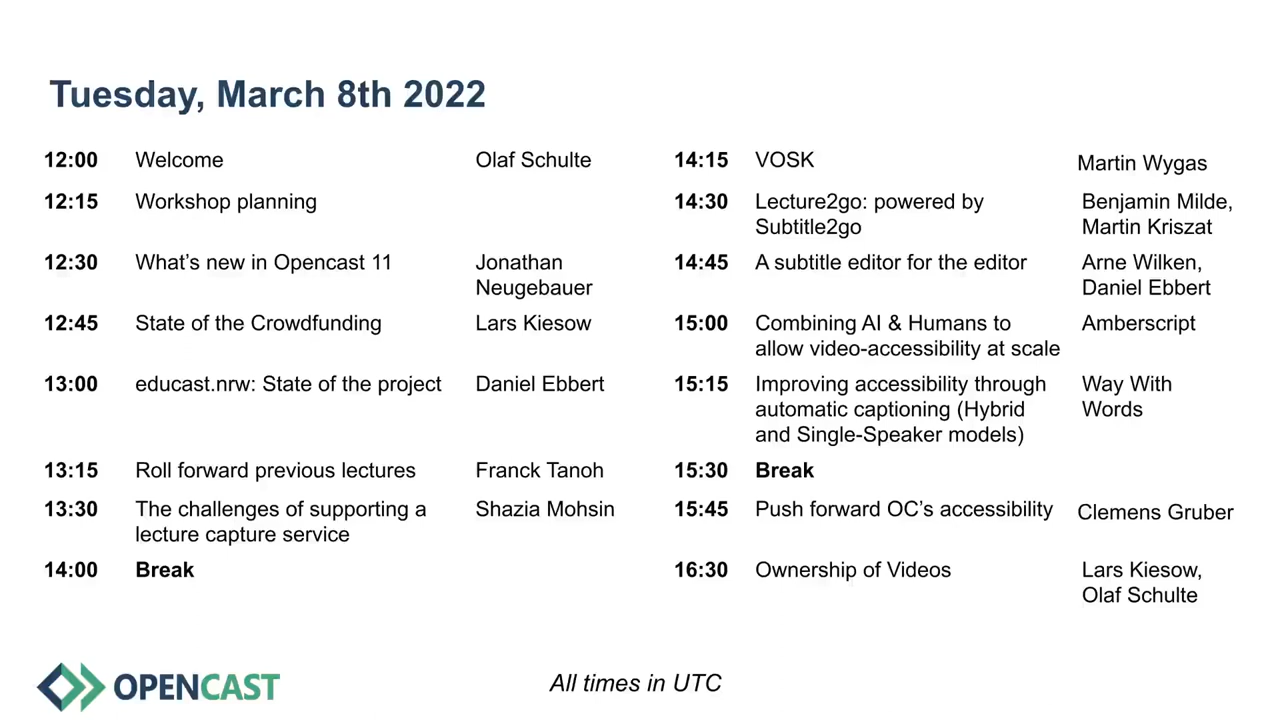 Tuesday, March 8th 2022
12:00 Welcome Olaf Schulte
12:15 Workshop planning
12:30 What's new in Opencast 11 Jonathan
Neugebauer
12:45 State of the Crowdfunding Lars Kiesow
13:00 educast.nrw: State of the project Daniel Ebbert
13:15 Roll forward previous lectures Franck Tanoh
13:30 The challenges of supporting a Shazia Mohsin
lecture capture service
14:00 Break
14:15 VOSK Martin Wygas
14:30 Lecture2go: powered by Benjamin Milde,
Subtitle2go Martin Kriszat
14:45 A subtitle editor for the editor Arne Wilken,
Daniel Ebbert
15:00 Combining AI & Humans to Amberscript
allow video-accessibility at scale
15:15 Improving accessibility through Way With
automatic captioning (Hybrid Words
and Single-Speaker models)
15:30 Break
15:45 Push forward OC's accessibility Clemens Gruber
16:30 Ownership of Videos Lars Kiesow,
Olaf Schulte
OPENCAST
All times in UTC